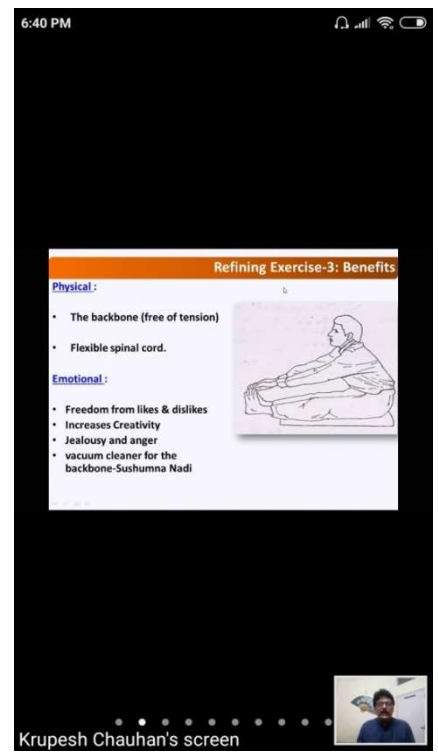 6:40 PM
Refining Exercise-3: Benefits
Physical :
• The backbone (free of tension)
• Flexible spinal cord.
Emotional :
• Freedom from likes & dislikes
• Increases Creativity
• Jealousy and anger
• vacuum cleaner for the
backbone-Sushumna Nadi
Krupesh Chauhan's screen